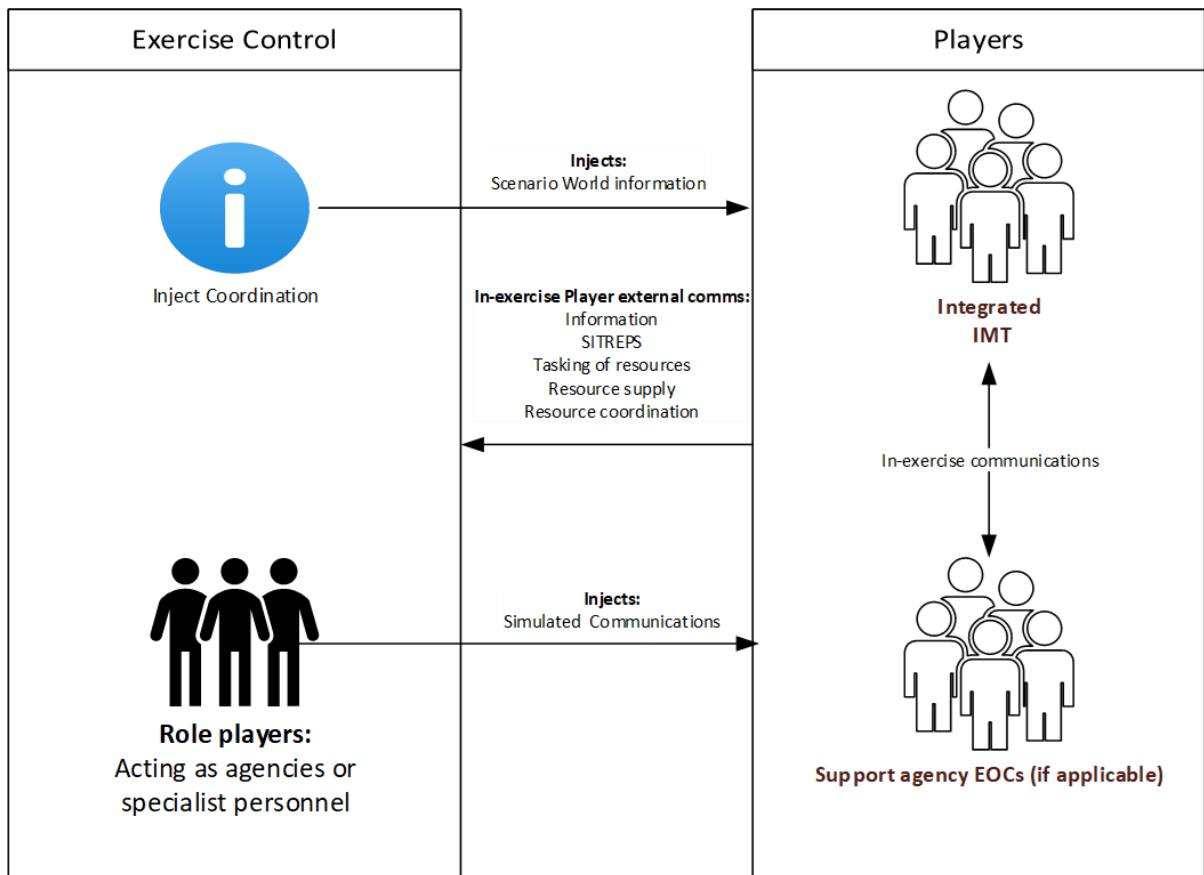 Exercise Control
Players
Injects:
Scenario World information
Inject Coordination
In-exercise Player external comms:
Information
SITREPS
Tasking of resources
Resource supply
Resource coordination
Integrated
IMT
In-exercise communications
Injects:
Simulated Communications
Role players:
Acting as agencies or
specialist personnel
Support agency EOCs (if applicable)